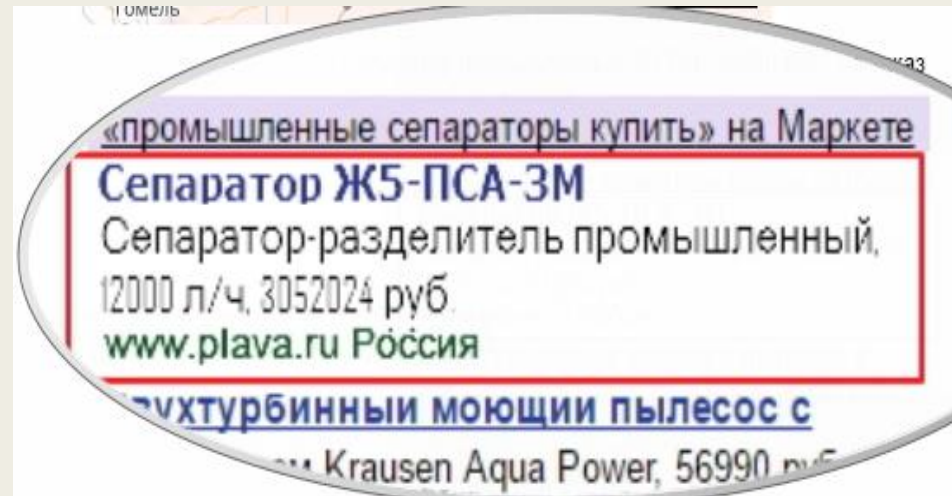 Гомель
«промышленные сепараторы купить» на Маркете
Сепаратор Ж5-ПСА-3М
Сепаратор-разделитель промышленный,
12000 л/ч, 3052024 руб.
www.plava.ru Россия
моющий пылесос с
Krausen Aqua Power, 56990